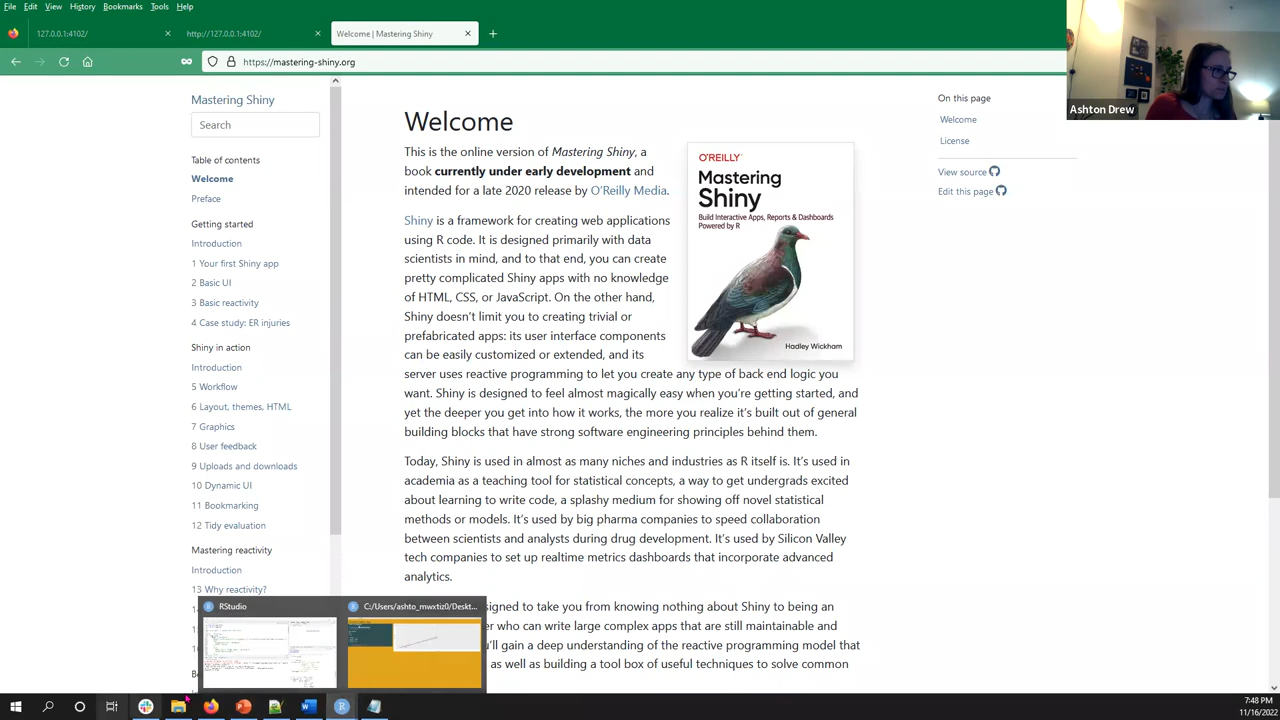 File Edit View History Bookmarks Tools Help
127.0.0.1:4102/
http://127.0.0.1:4102/
Welcome | Mastering Shiny
https://mastering-shiny.org
Ashton Drew
Mastering Shiny
Search
Table of contents
Welcome
Preface
Getting started
Introduction
1 Your first Shiny app
2 Basic UI
3 Basic reactivity
4 Case study: ER injuries
Shiny in action
Introduction
5 Workflow
6 Layout, themes, HTML
7 Graphics
8 User feedback
9 Uploads and downloads
10 Dynamic UI
11 Bookmarking
12 Tidy evaluation
Mastering reactivity
Introduction
13 Why reactivity?
Welcome
This is the online version of Mastering Shiny, a
book currently under early development and
intended for a late 2020 release by O'Reilly Media.
Shiny is a framework for creating web applications
using R code. It is designed primarily with data
scientists in mind, and to that end, you can create
pretty complicated Shiny apps with no knowledge
of HTML, CSS, or JavaScript. On the other hand,
Shiny doesn't limit you to creating trivial or
prefabricated apps: its user interface components
can be easily customized or extended, and its
server uses reactive programming to let you create any type of back end logic you
want. Shiny is designed to feel almost magically easy when you're getting started, and
yet the deeper you get into how it works, the more you realize it's built out of general
building blocks that have strong software engineering principles behind them.
Today, Shiny is used in almost as many niches and industries as R itself is. It's used in
academia as a teaching tool for statistical concepts, a way to get undergrads excited
about learning to write code, a splashy medium for showing off novel statistical
methods or models. It's used by big pharma companies to speed collaboration
between scientists and analysts during drug development. It's used by Silicon Valley
tech companies to set up realtime metrics dashboards that incorporate advanced
analytics.
signed to take you from knowing nothing about Shiny to being an
r who can write large complex apps that are still maintainable and
'll gain a deep understanding of the reactive programming model that
as well as building a tool box of useful techniques to solve common
O'REILLY
Mastering
Shiny
Build Interactive Apps, Reports & Dashboards
Powered by R
Hadley Wickham
On this page
Welcome
License
View source
Edit this page
RStudio
C:/Users/ashto_mwxtiz0/Deskt...
7:48 PM
11/16/2022